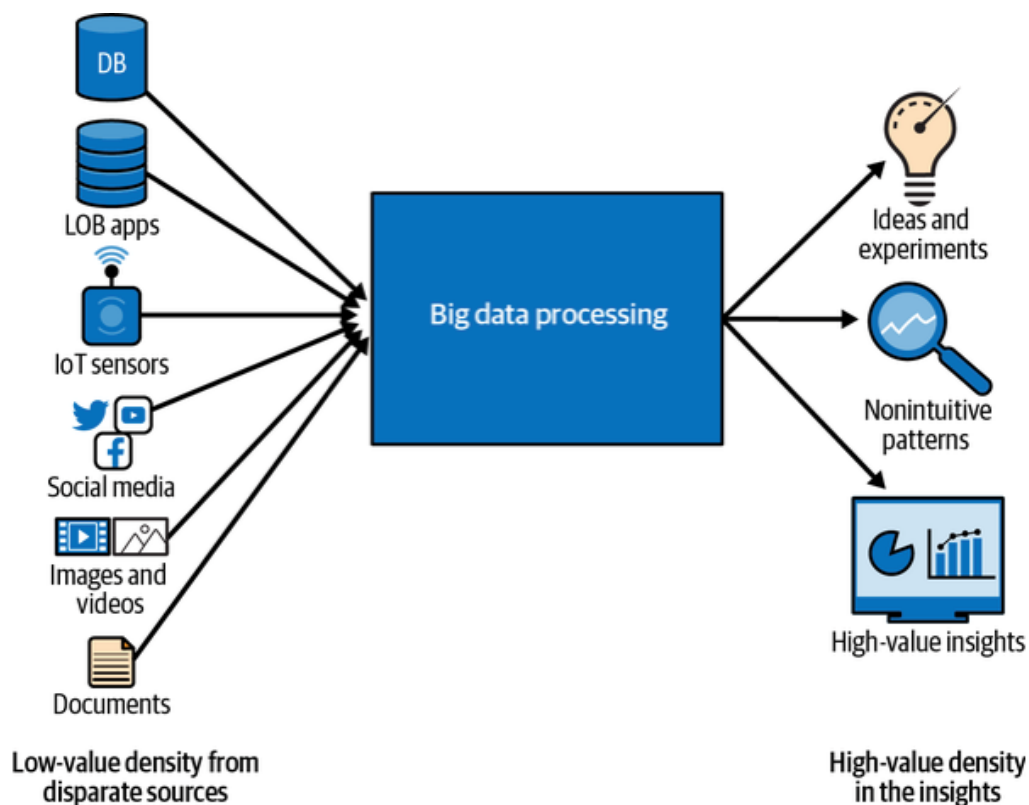 DB
LOB apps
IoT sensors
Social media
Images and
videos
Documents
Low-value density from
disparate sources
Big data processing
Ideas and
experiments
Nonintuitive
patterns
High-value insights
High-value density
in the insights